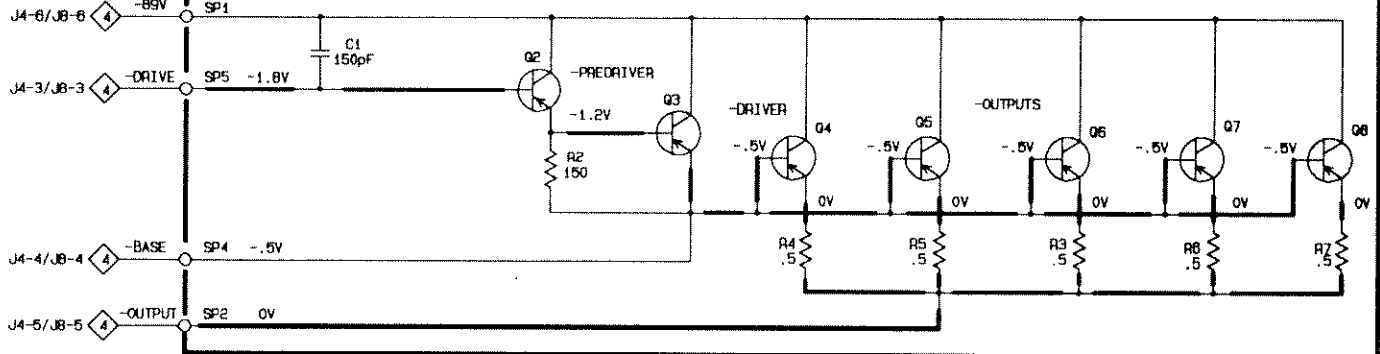 J4-6/J8-6 4 -89V SP1
C1
150pF
Q2
J4-3/J8-3 4 -DRIVE SP5 -1.8V
-PREDRIVER
Q3
-1.2V
-DRIVER
-OUTPUTS
Q4 Q5 Q6 Q7 Q8
-.5V -.5V -.5V -.5V -.5V
R2
150
0V 0V 0V 0V 0V
R4
.5
R5
.5
R3
.5
R6
.5
R7
.5
J4-4/J8-4 4 -BASE SP4 -.5V
J4-5/J8-5 4 -OUTPUT SP2 0V